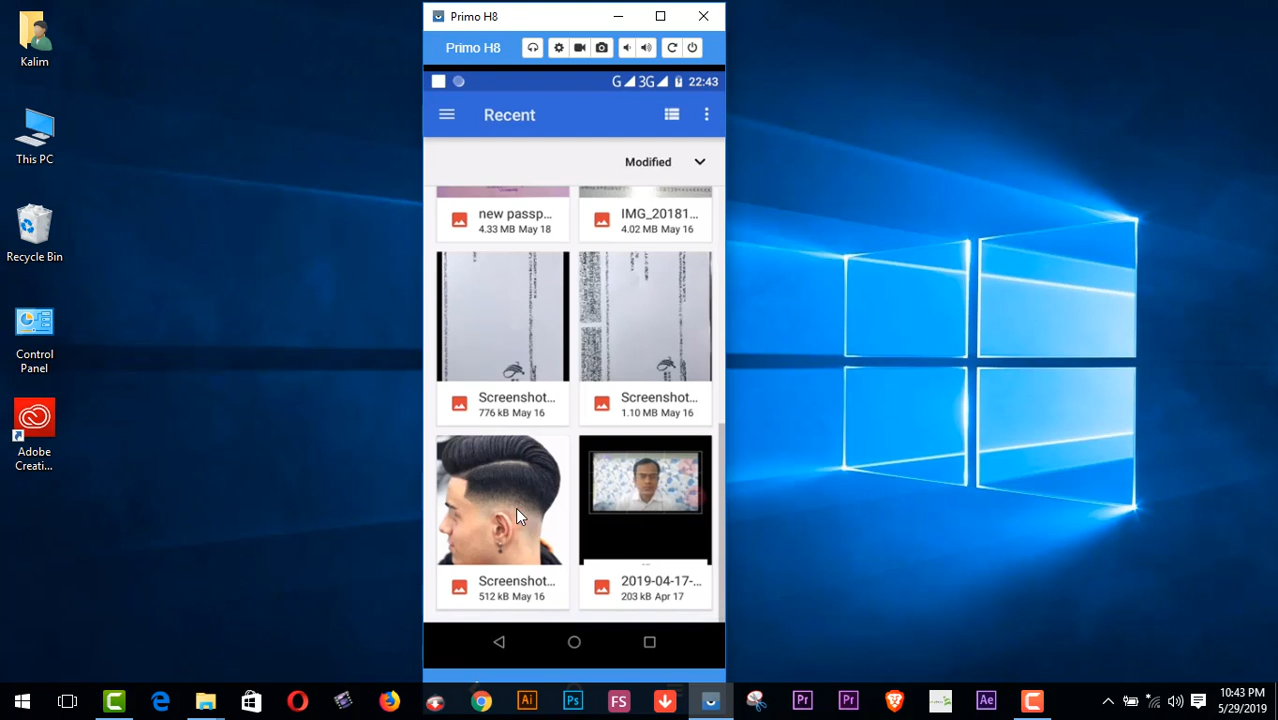 Primo H8
Primo H8
G 3G 22:43
Recent
Modified
new passp...
4.33 MB May 18
IMG_20181...
4.02 MB May 16
Screenshot...
776 kB May 16
Screenshot...
1.10 MB May 16
Screenshot...
512 kB May 16
2019-04-17-...
203 kB Apr 17
Kalim
This PC
Recycle Bin
Control
Panel
Adobe
Creati...
Ai
Ps
FS
Pr
Pr
Ae
10:43 PM
5/29/2019